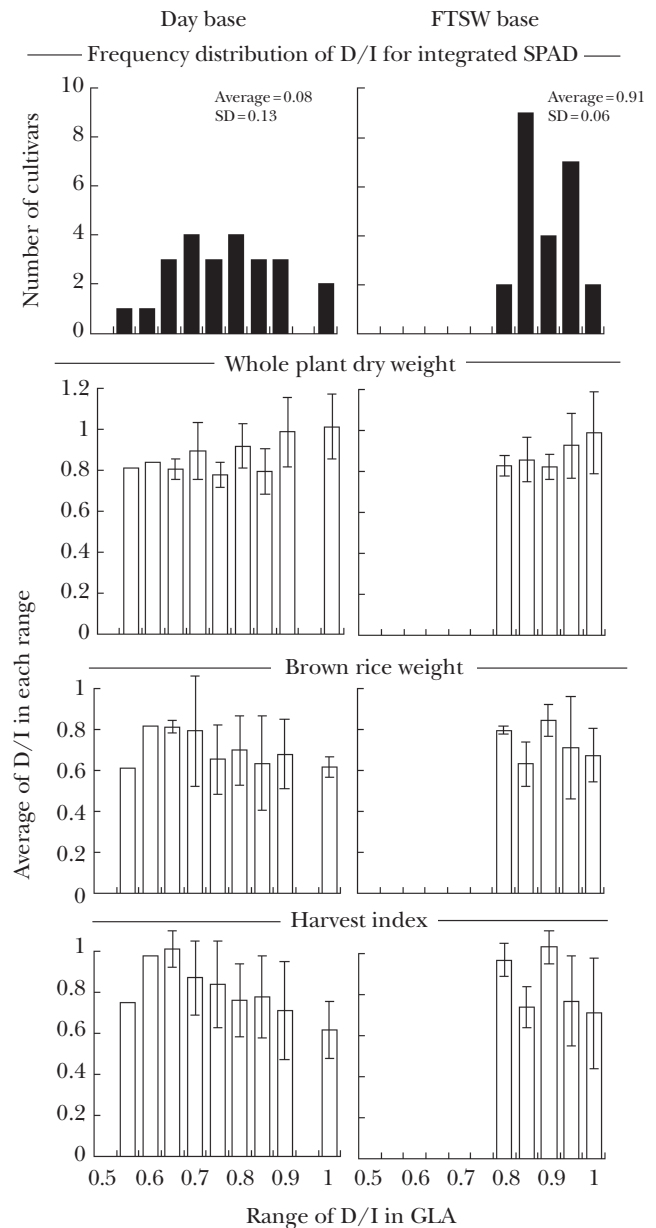 Day base FTSW base
Frequency distribution of D/I for integrated SPAD
10
8
6
4
2
0
Number of cultivars
Average = 0.08
SD = 0.13
Average = 0.91
SD = 0.06
Whole plant dry weight
1.2
1
0.8
0.6
0.4
0.2
0
Average of D/I in each range
Brown rice weight
1
0.8
0.6
0.4
0.2
0
Harvest index
1
0.8
0.6
0.4
0.2
0
0.5 0.6 0.7 0.8 0.9 1 0.5 0.6 0.7 0.8 0.9 1
Range of D/I in GLA